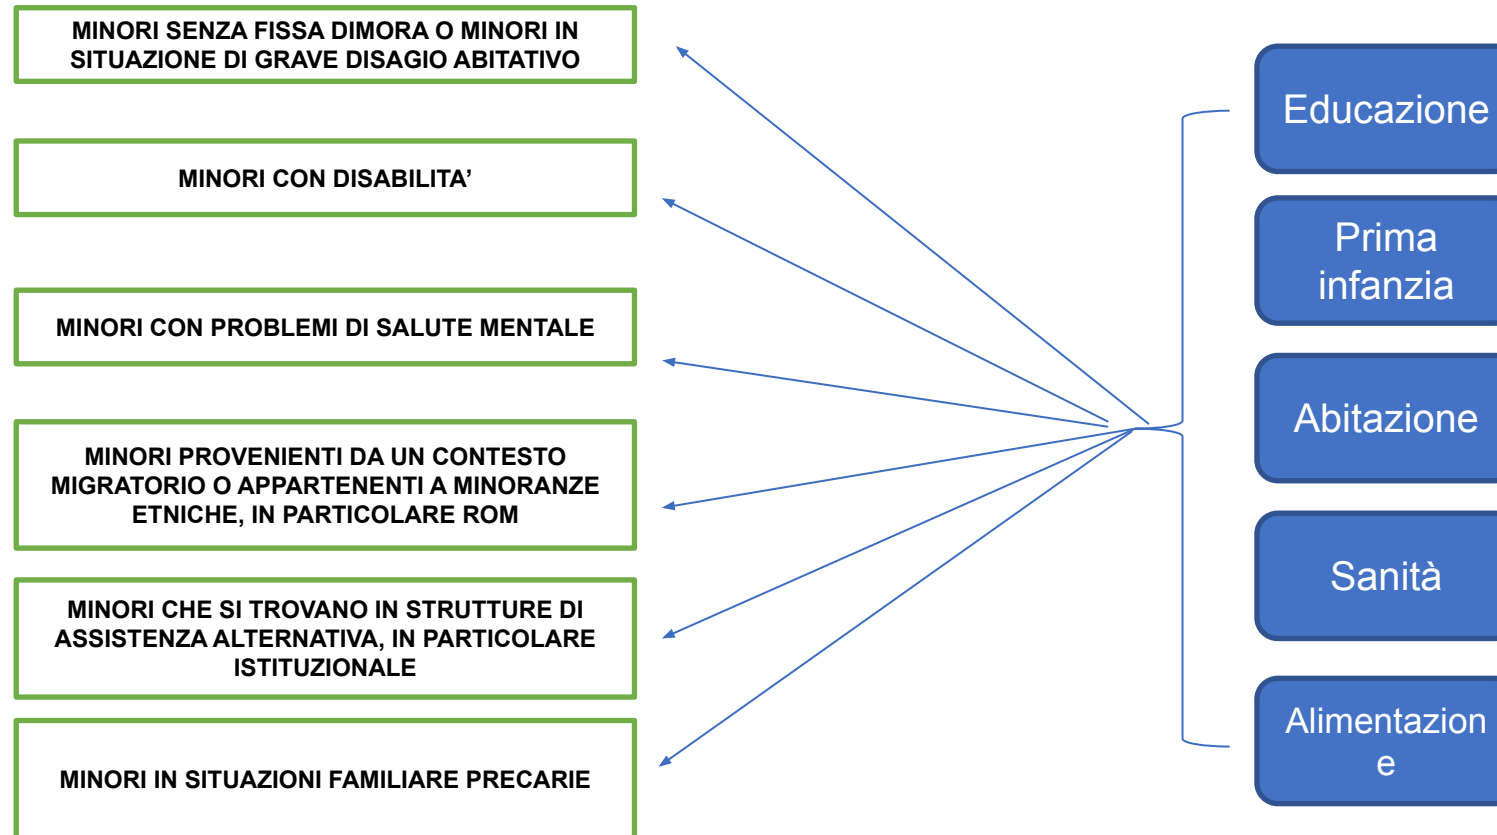 MINORI SENZA FISSA DIMORA O MINORI IN
SITUAZIONE DI GRAVE DISAGIO ABITATIVO
MINORI CON DISABILITA’
MINORI CON PROBLEMI DI SALUTE MENTALE
MINORI PROVENIENTI DA UN CONTESTO
MIGRATORIO O APPARTENENTI A MINORANZE
ETNICHE, IN PARTICOLARE ROM
MINORI CHE SI TROVANO IN STRUTTURE DI
ASSISTENZA ALTERNATIVA, IN PARTICOLARE
ISTITUZIONALE
MINORI IN SITUAZIONI FAMILIARE PRECARIE
Educazione
Prima
infanzia
Abitazione
Sanità
Alimentazion
e